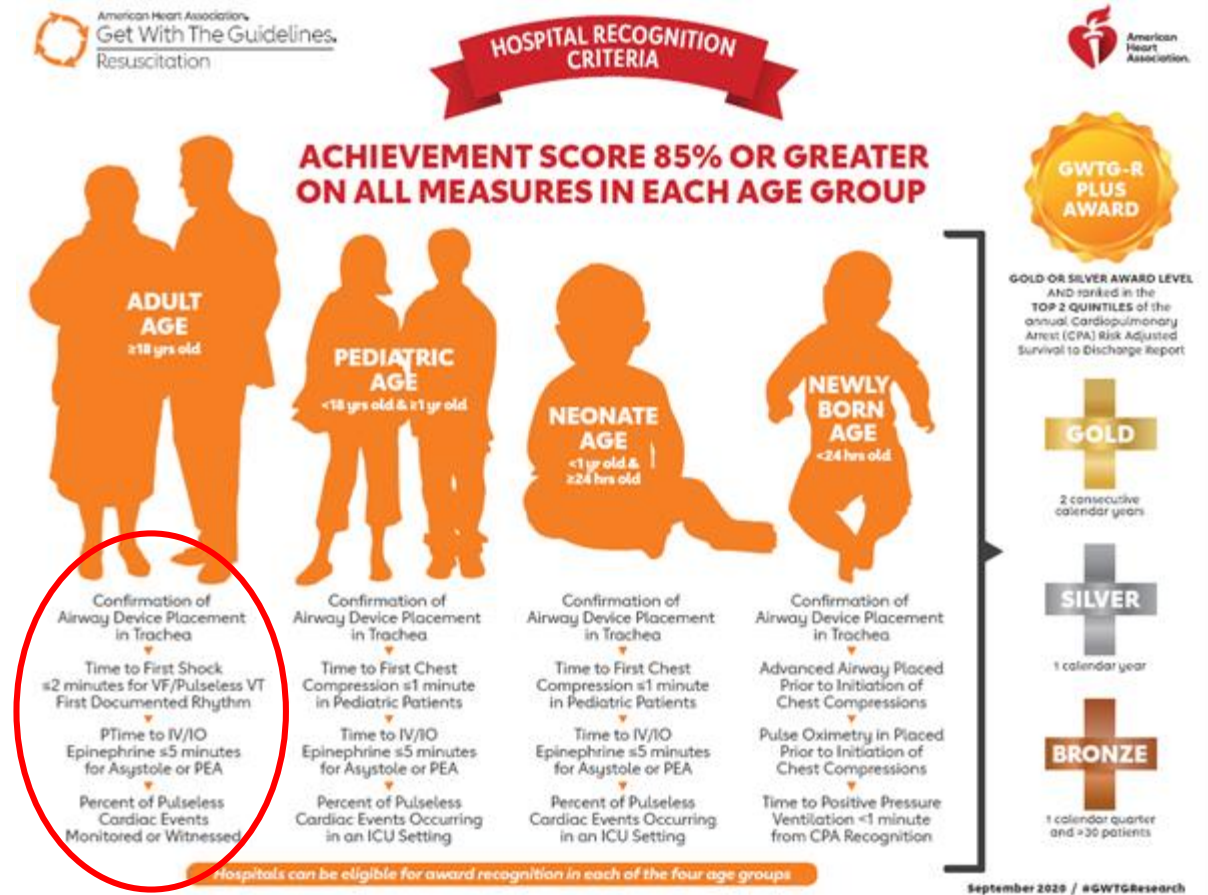 American Heart Association.
Get With The Guidelines.
Resuscitation
HOSPITAL RECOGNITION
CRITERIA
American
Heart
Association.
ACHIEVEMENT SCORE 85% OR GREATER
ON ALL MEASURES IN EACH AGE GROUP
ADULT
AGE
≥18 yrs old
PEDIATRIC
AGE
<18 yrs old & ≥1 yr old
NEONATE
AGE
<1 yr old &
≥24 hrs old
NEWLY
BORN
AGE
<24 hrs old
Confirmation of
Airway Device Placement
in Trachea
Time to First Shock
≤2 minutes for VF/Pulseless VT
First Documented Rhythm
PTime to IV/IO
Epinephrine ≤5 minutes
for Asystole or PEA
Percent of Pulseless
Cardiac Events
Monitored or Witnessed
Confirmation of
Airway Device Placement
in Trachea
Time to First Chest
Compression ≤1 minute
in Pediatric Patients
Time to IV/IO
Epinephrine ≤5 minutes
for Asystole or PEA
Percent of Pulseless
Cardiac Events Occurring
in an ICU Setting
Confirmation of
Airway Device Placement
in Trachea
Time to First Chest
Compression ≤1 minute
in Pediatric Patients
Time to IV/IO
Epinephrine ≤5 minutes
for Asystole or PEA
Percent of Pulseless
Cardiac Events Occurring
in an ICU Setting
Confirmation of
Airway Device Placement
in Trachea
Advanced Airway Placed
Prior to Initiation of
Chest Compressions
Pulse Oximetry in Placed
Prior to Initiation of
Chest Compressions
Time to Positive Pressure
Ventilation <1 minute
from CPA Recognition
Hospitals can be eligible for award recognition in each of the four age groups
GWTG-R
PLUS
AWARD
GOLD OR SILVER AWARD LEVEL
AND ranked in the
TOP 2 QUINTILES of the
annual Cardiopulmonary
Arrest (CPA) Risk Adjusted
Survival to Discharge Report
GOLD
2 consecutive
calendar years
SILVER
1 calendar year
BRONZE
1 calendar quarter
and >30 patients
September 2020 / #GWTGResearch